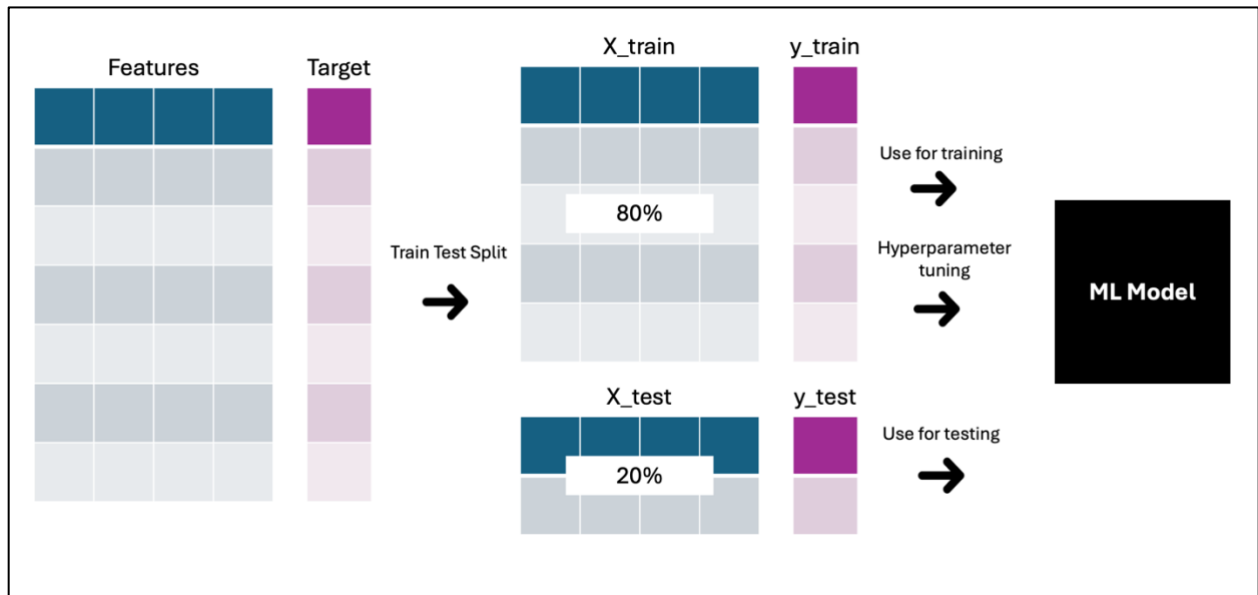 Features
Target
Train Test Split
X_train
y_train
80%
Use for training
Hyperparameter
tuning
ML Model
X_test
y_test
20%
Use for testing